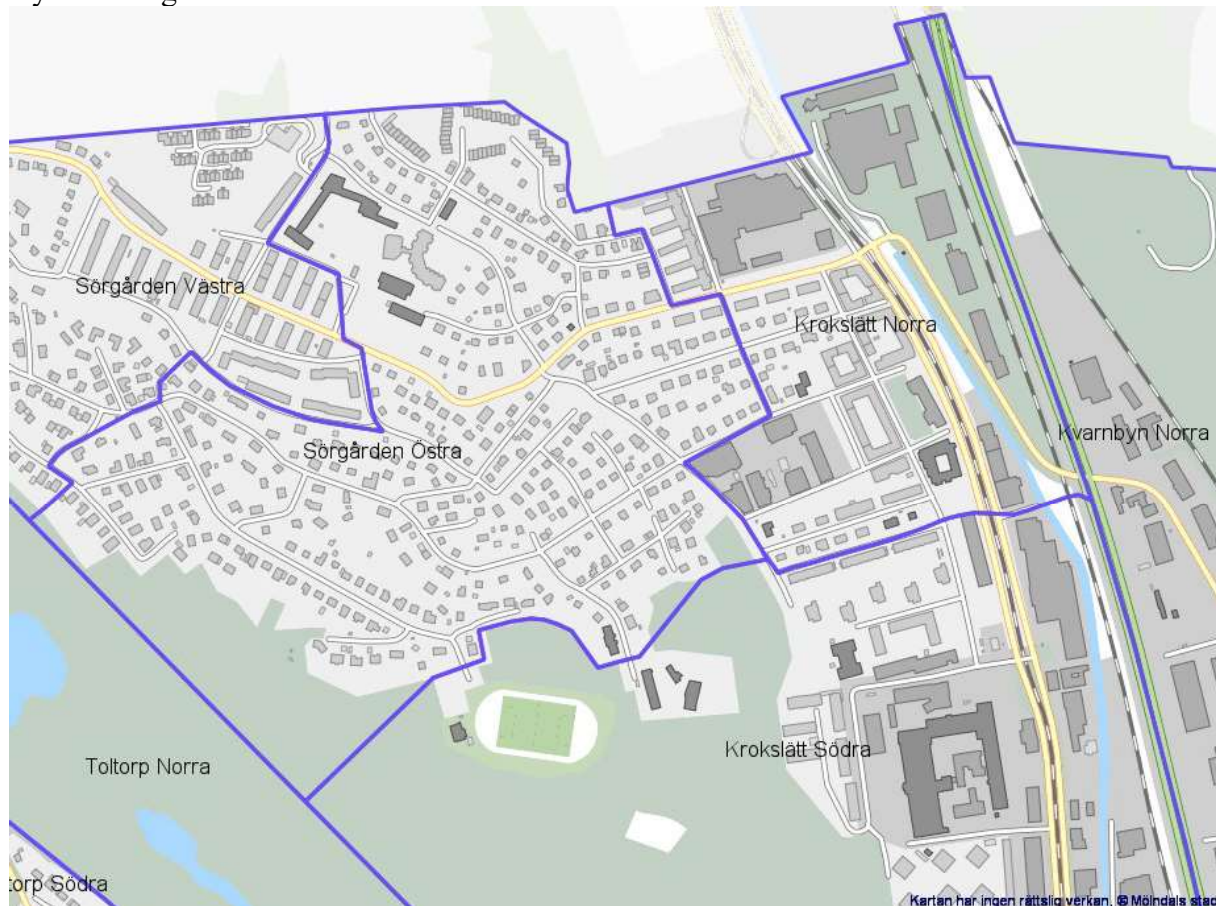 Sörgården Västra
Krokslätt Norra
Kvarnbyn Norra
Sörgården Östra
Krokslätt Södra
Toltorp Norra
torp Södra
Kartan har ingen rättslig verkan. © Mölndals stad